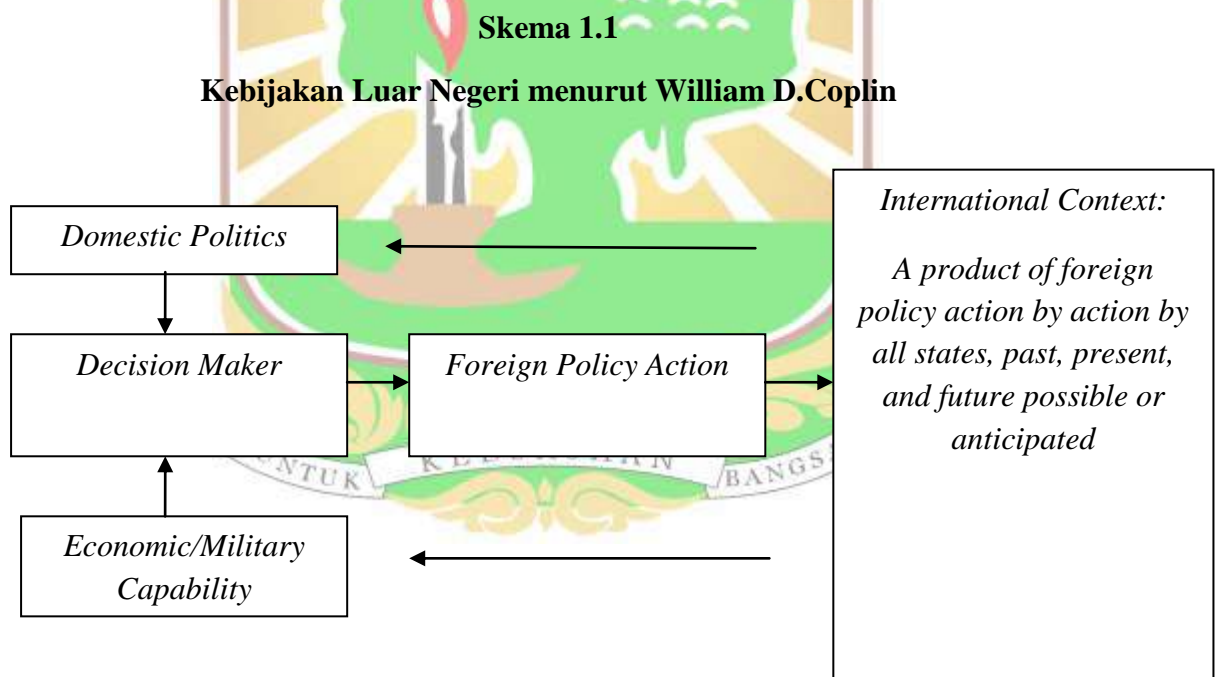 Skema 1.1
Kebijakan Luar Negeri menurut William D.Coplin
Domestic Politics
Decision Maker
Economic/Military
Capability
Foreign Policy Action
International Context:
A product of foreign
policy action by action by
all states, past, present,
and future possible or
anticipated
UNTUK
BANGSA